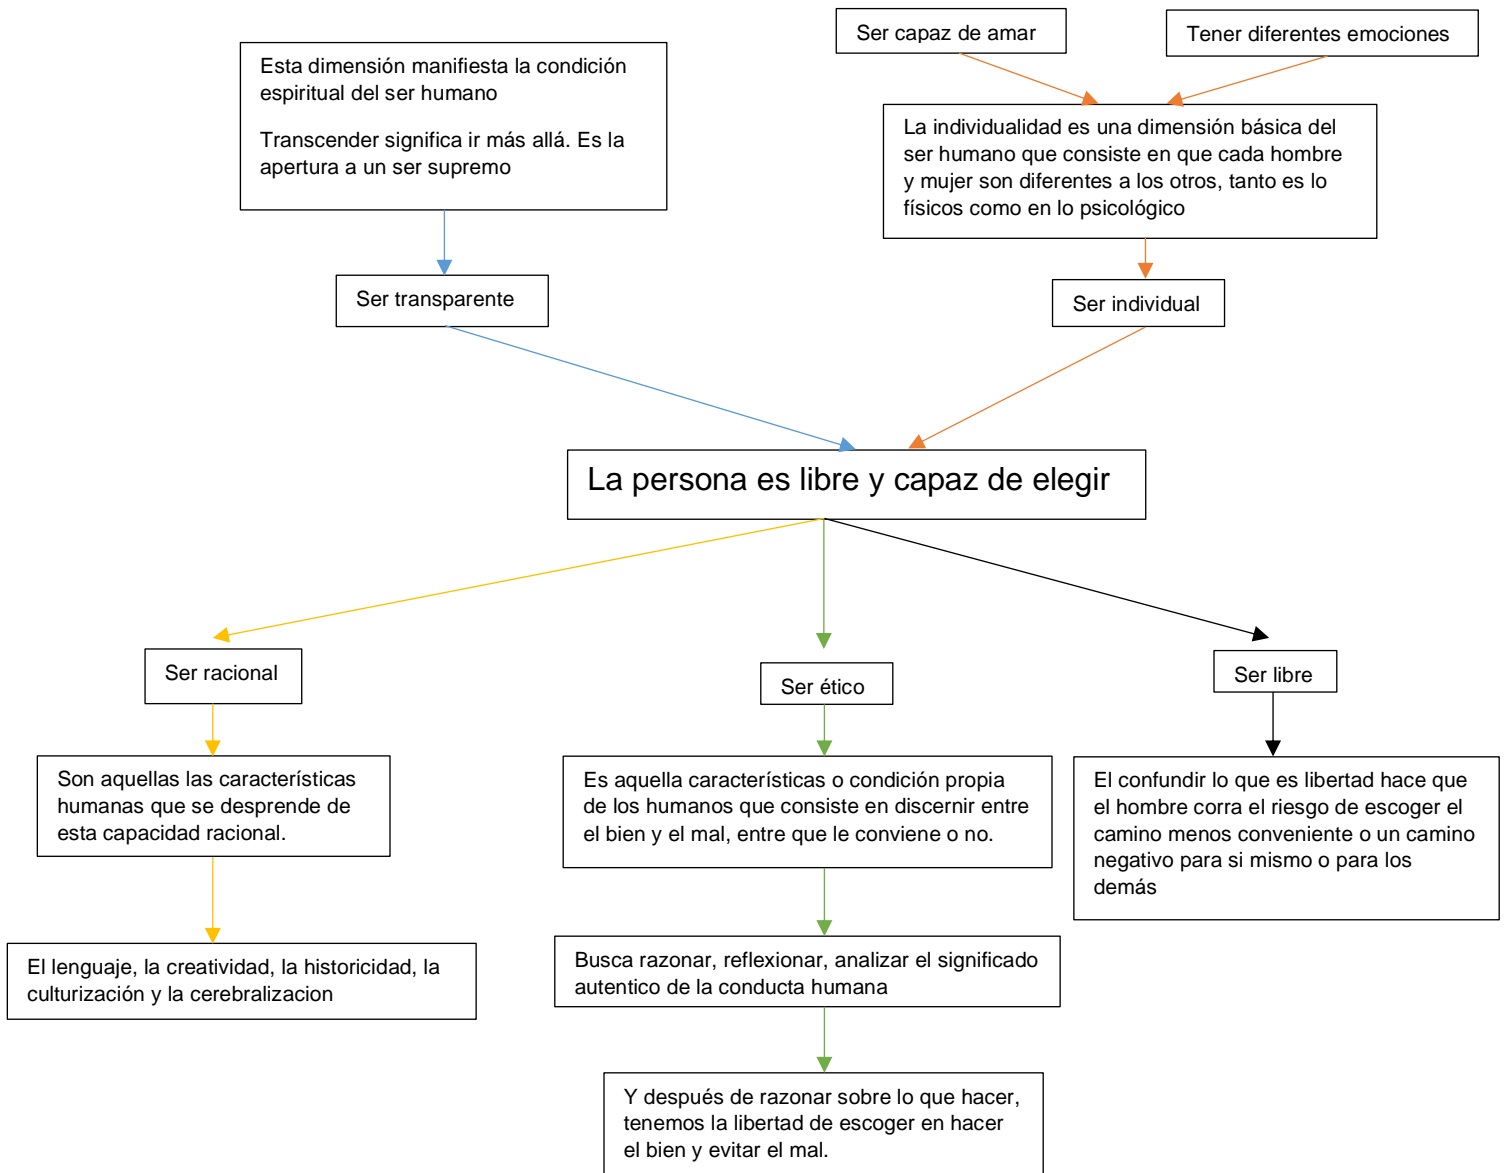 Ser capaz de amar
Tener diferentes emociones
Esta dimensión manifiesta la condición
espiritual del ser humano
Transcender significa ir más allá. Es la
apertura a un ser supremo
La individualidad es una dimensión básica del
ser humano que consiste en que cada hombre
y mujer son diferentes a los otros, tanto es lo
físicos como en lo psicológico
Ser transparente
Ser individual
La persona es libre y capaz de elegir
Ser racional
Ser ético
Ser libre
Son aquellas las características
humanas que se desprende de
esta capacidad racional.
Es aquella características o condición propia
de los humanos que consiste en discernir entre
el bien y el mal, entre que le conviene o no.
El confundir lo que es libertad hace que
el hombre corra el riesgo de escoger el
camino menos conveniente o un camino
negativo para si mismo o para los
demás
El lenguaje, la creatividad, la historicidad, la
culturización y la cerebralizacion
Busca razonar, reflexionar, analizar el significado
autentico de la conducta humana
Y después de razonar sobre lo que hacer,
tenemos la libertad de escoger en hacer
el bien y evitar el mal.